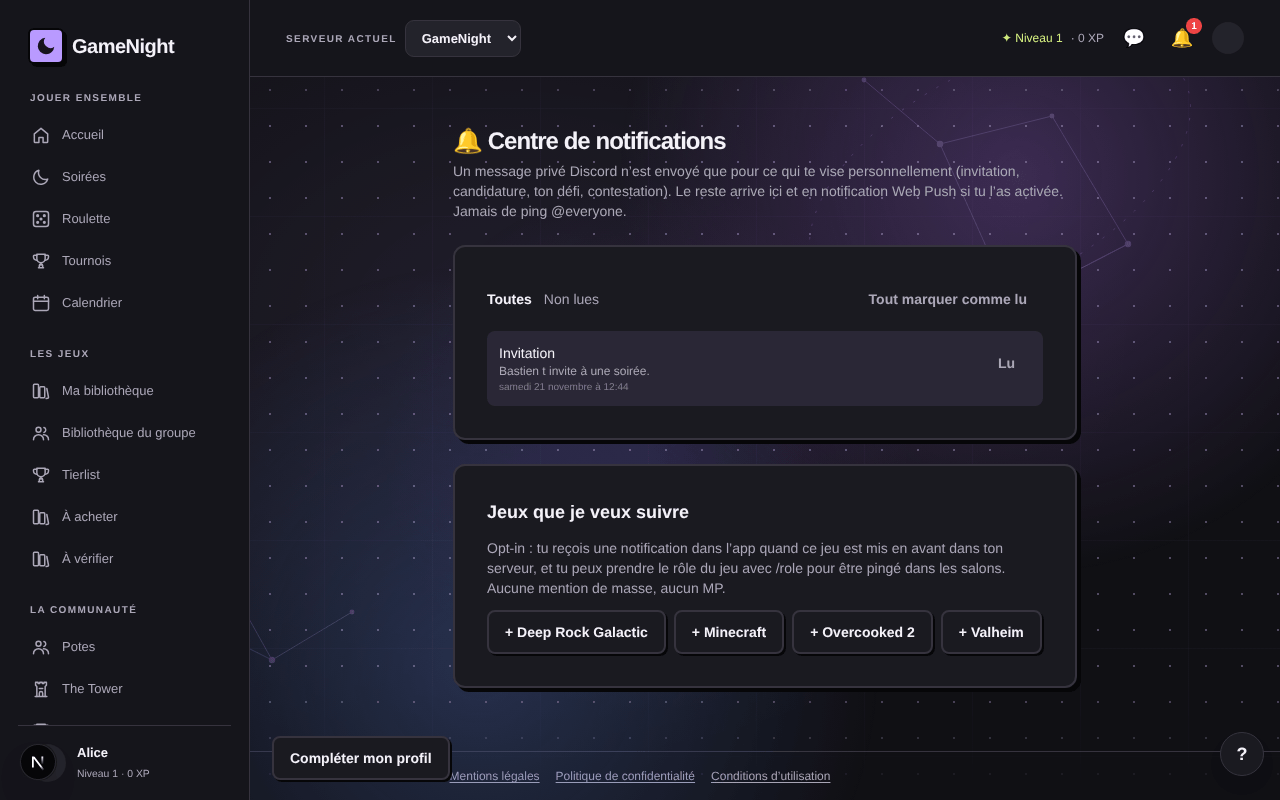 GameNight
JOUER ENSEMBLE
Accueil
Soirées
Roulette
Tournois
Calendrier
LES JEUX
Ma bibliothèque
Bibliothèque du groupe
Tierlist
À acheter
À vérifier
LA COMMUNAUTÉ
Potes
The Tower
N
Alice
Niveau 1 · 0 XP
SERVEUR ACTUEL
GameNight
✦ Niveau 1 · 0 XP
1
🔔 Centre de notifications
Un message privé Discord n’est envoyé que pour ce qui te vise personnellement (invitation,
candidature, ton défi, contestation). Le reste arrive ici et en notification Web Push si tu l’as activée.
Jamais de ping @everyone.
Toutes Non lues Tout marquer comme lu
Invitation
Bastien t invite à une soirée.
samedi 21 novembre à 12:44
Lu
Jeux que je veux suivre
Opt-in : tu reçois une notification dans l’app quand ce jeu est mis en avant dans ton
serveur, et tu peux prendre le rôle du jeu avec /role pour être pingé dans les salons.
Aucune mention de masse, aucun MP.
+ Deep Rock Galactic + Minecraft + Overcooked 2 + Valheim
Compléter mon profil
Mentions légales Politique de confidentialité Conditions d’utilisation
?